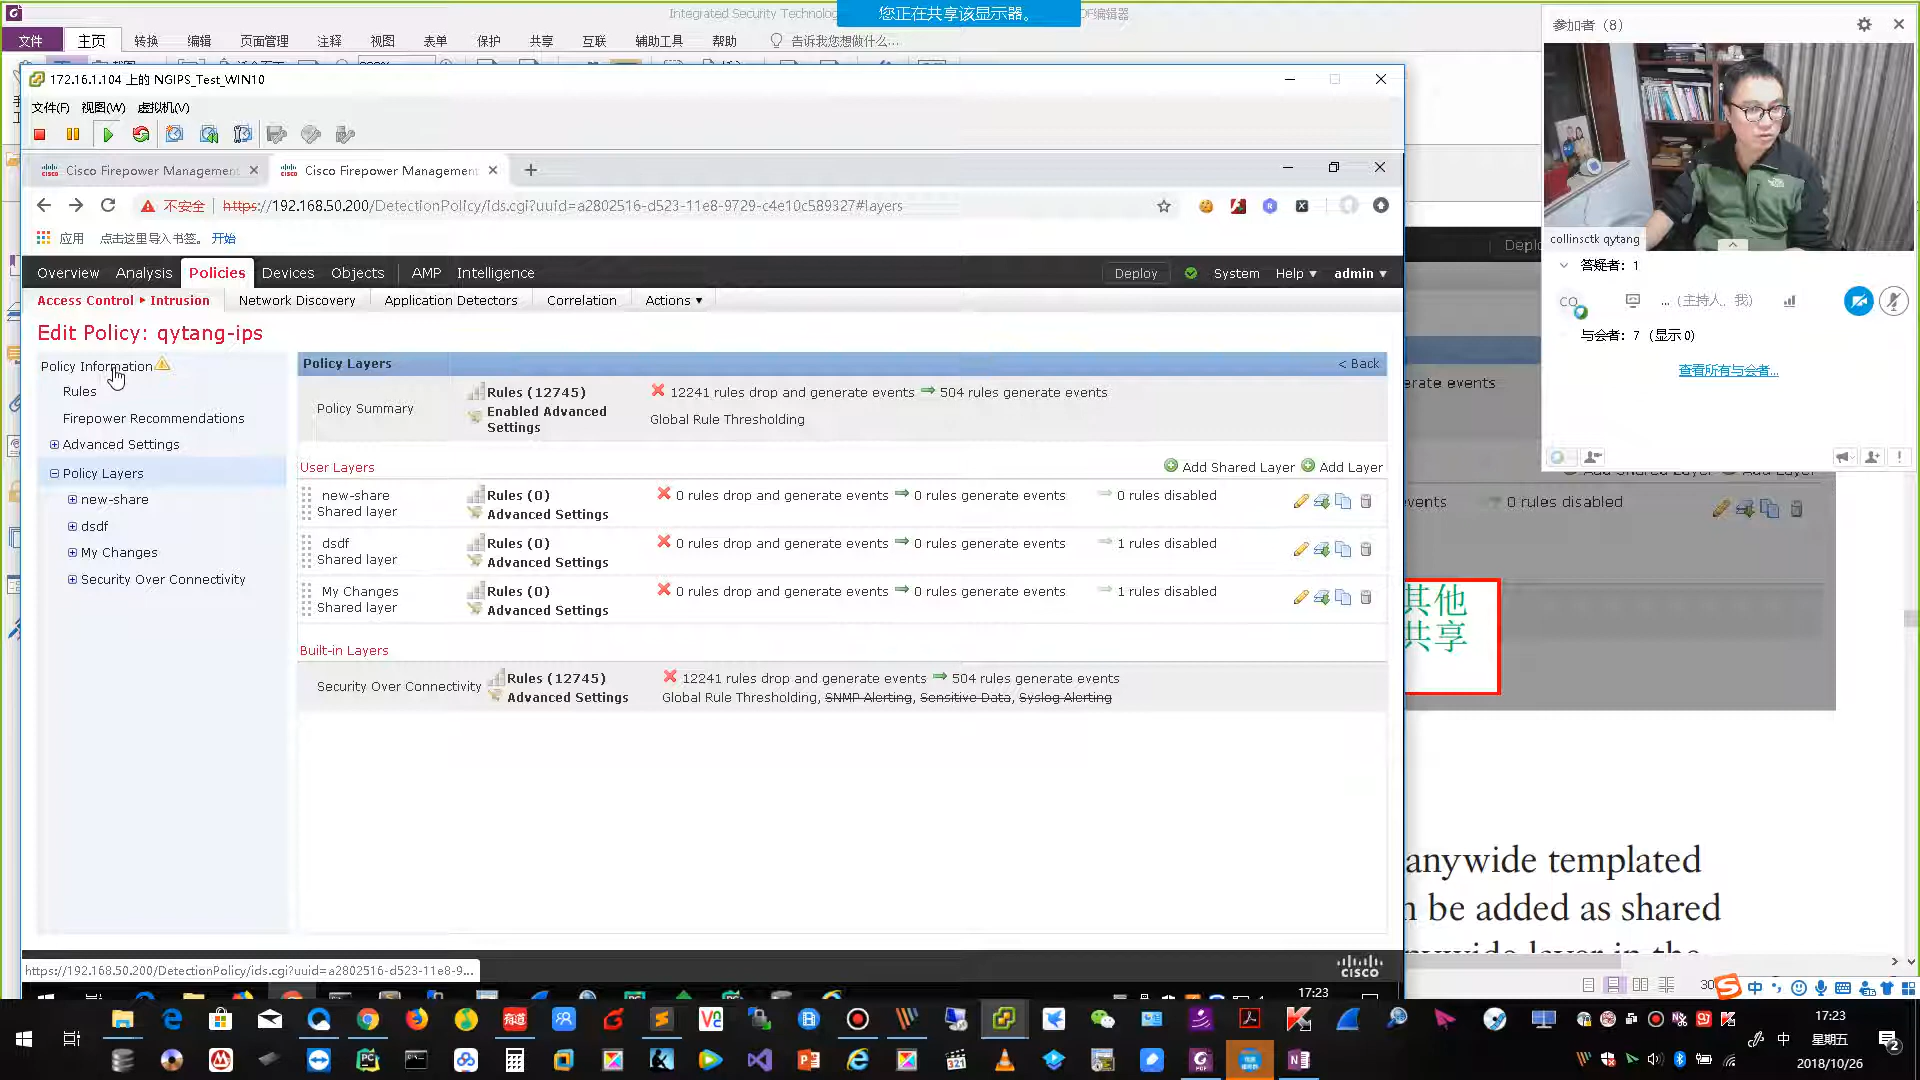 Integrated Security Technolog
您正在共享该显示器。
DF编辑器
文件 主页 转换 编辑 页面管理 注释 视图 表单 保护 共享 互联 辅助工具 帮助 告诉我您想做什么...
172.16.1.104 上的 NGIPS_Test_WIN10
文件(F) 视图(W) 虚拟机(V)
Cisco Firepower Management
Cisco Firepower Management
不安全 https://192.168.50.200/DetectionPolicy/ids.cgi?uuid=a2802516-d523-11e8-9729-c4e10c589327#layers
应用 点击这里导入书签。 开始
Overview Analysis Policies Devices Objects AMP Intelligence Deploy System Help admin
Access Control Intrusion Network Discovery Application Detectors Correlation Actions
Edit Policy: qytang-ips
Policy Information
Rules
Firepower Recommendations
Advanced Settings
Policy Layers
new-share
dsdf
My Changes
Security Over Connectivity
Policy Layers < Back
Policy Summary
Rules (12745) 12241 rules drop and generate events 504 rules generate events
Enabled Advanced Settings Global Rule Thresholding
User Layers Add Shared Layer Add Layer
new-share Rules (0) 0 rules drop and generate events 0 rules generate events 0 rules disabled
Shared layer Advanced Settings
dsdf Rules (0) 0 rules drop and generate events 0 rules generate events 1 rules disabled
Shared layer Advanced Settings
My Changes Rules (0) 0 rules drop and generate events 0 rules generate events 1 rules disabled
Shared layer Advanced Settings
Built-in Layers
Security Over Connectivity Rules (12745) 12241 rules drop and generate events 504 rules generate events
Advanced Settings Global Rule Thresholding, SNMP Alerting, Sensitive Data, Syslog Alerting
https://192.168.50.200/DetectionPolicy/ids.cgi?uuid=a2802516-d523-11e8-9...
cisco
17:23
参加者 (8)
collinsctk qytang
答疑者: 1
CQ ... (主持人、我)
与会者: 7 (显示 0)
查看所有与会者...
Deplo
erate events
vents 0 rules disabled
其他
共享
anywide templated
n be added as shared
中
17:23
中 星期五
2018/10/26
2